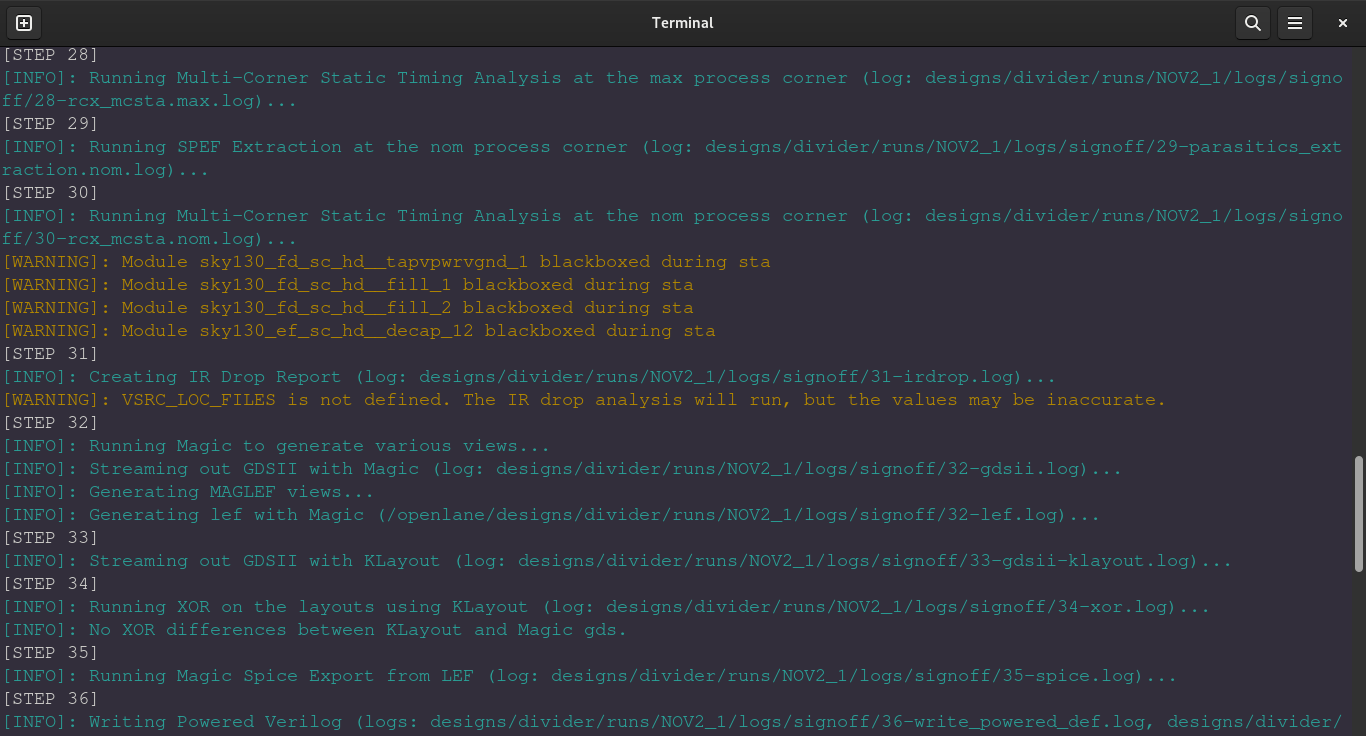 Terminal
[STEP 28]
[INFO]: Running Multi-Corner Static Timing Analysis at the max process corner (log: designs/divider/runs/NOV2_1/logs/signo
ff/28-rcx_mcsta.max.log)...
[STEP 29]
[INFO]: Running SPEF Extraction at the nom process corner (log: designs/divider/runs/NOV2_1/logs/signoff/29-parasitics_ext
raction.nom.log)...
[STEP 30]
[INFO]: Running Multi-Corner Static Timing Analysis at the nom process corner (log: designs/divider/runs/NOV2_1/logs/signo
ff/30-rcx_mcsta.nom.log)...
[WARNING]: Module sky130_fd_sc_hd__tapvpwrvgnd_1 blackboxed during sta
[WARNING]: Module sky130_fd_sc_hd__fill_1 blackboxed during sta
[WARNING]: Module sky130_fd_sc_hd__fill_2 blackboxed during sta
[WARNING]: Module sky130_ef_sc_hd__decap_12 blackboxed during sta
[STEP 31]
[INFO]: Creating IR Drop Report (log: designs/divider/runs/NOV2_1/logs/signoff/31-irdrop.log)...
[WARNING]: VSRC_LOC_FILES is not defined. The IR drop analysis will run, but the values may be inaccurate.
[STEP 32]
[INFO]: Running Magic to generate various views...
[INFO]: Streaming out GDSII with Magic (log: designs/divider/runs/NOV2_1/logs/signoff/32-gdsii.log)...
[INFO]: Generating MAGLEF views...
[INFO]: Generating lef with Magic (/openlane/designs/divider/runs/NOV2_1/logs/signoff/32-lef.log)...
[STEP 33]
[INFO]: Streaming out GDSII with KLayout (log: designs/divider/runs/NOV2_1/logs/signoff/33-gdsii-klayout.log)...
[STEP 34]
[INFO]: Running XOR on the layouts using KLayout (log: designs/divider/runs/NOV2_1/logs/signoff/34-xor.log)...
[INFO]: No XOR differences between KLayout and Magic gds.
[STEP 35]
[INFO]: Running Magic Spice Export from LEF (log: designs/divider/runs/NOV2_1/logs/signoff/35-spice.log)...
[STEP 36]
[INFO]: Writing Powered Verilog (logs: designs/divider/runs/NOV2_1/logs/signoff/36-write_powered_def.log, designs/divider/